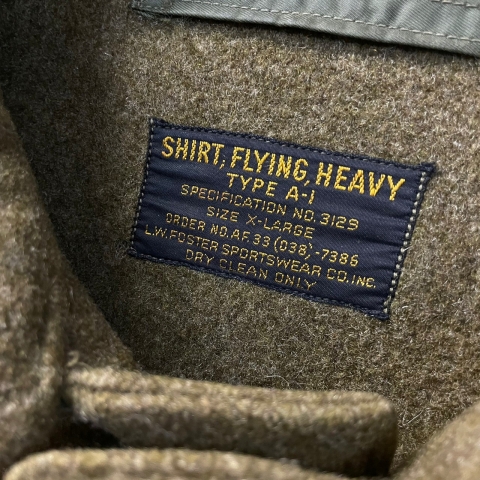 SHIRT, FLYING, HEAVY
TYPE A-1
SPECIFICATION NO. 3129
SIZE X-LARGE
ORDER NO. AF. 33 (038)-7386
L.W. FOSTER SPORTSWEAR CO., INC.
DRY CLEAN ONLY